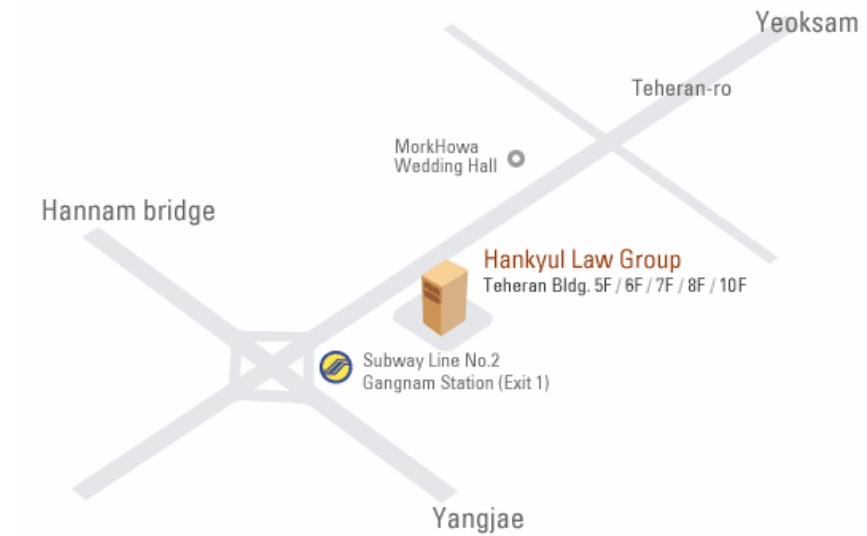 Yeoksam
Teheran-ro
MorkHowa
Wedding Hall
Hannam bridge
Hankyul Law Group
Teheran Bldg. 5F / 6F / 7F / 8F / 10F
Subway Line No.2
Gangnam Station (Exit 1)
Yangjae